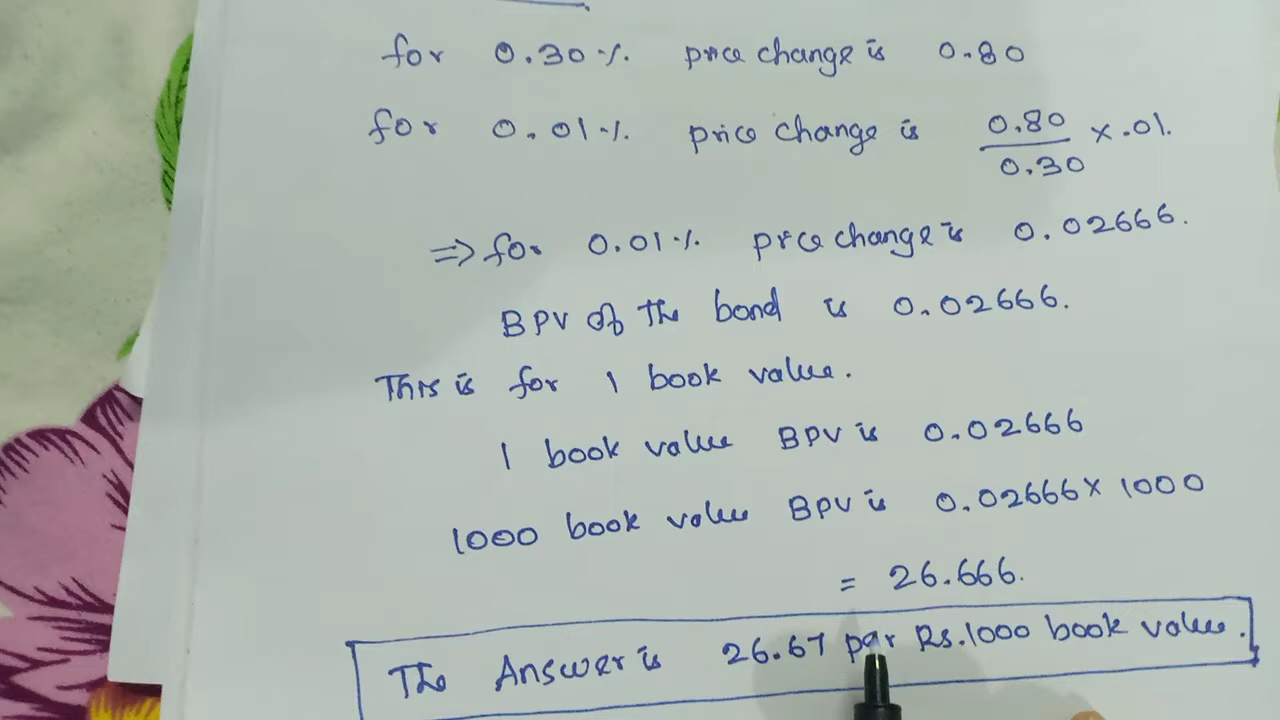 for 0.30% price change is 0.80
for 0.01% price change is 0.80/0.30 × .01.
⇒ for 0.01% price change is 0.02666.
BPV of the bond is 0.02666.
This is for 1 book value.
1 book value BPV is 0.02666
1000 book value BPV is 0.02666 × 1000
= 26.666.
The Answer is 26.67 par Rs.1000 book value.